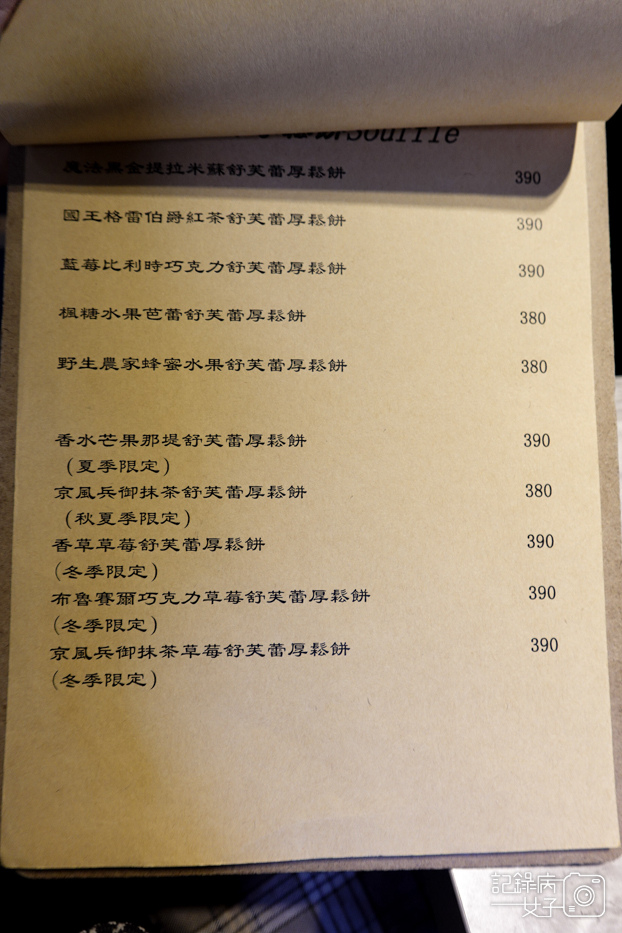 Souffle
魔法黑金提拉米蘇舒芙蕾厚鬆餅 390
國王格雷伯爵紅茶舒芙蕾厚鬆餅 390
藍莓比利時巧克力舒芙蕾厚鬆餅 390
楓糖水果芭蕾舒芙蕾厚鬆餅 380
野生農家蜂蜜水果舒芙蕾厚鬆餅 380
香水芒果那堤舒芙蕾厚鬆餅 390
(夏季限定)
京風兵御抹茶舒芙蕾厚鬆餅 380
(秋夏季限定)
香草草莓舒芙蕾厚鬆餅 390
(冬季限定)
布魯賽爾巧克力草莓舒芙蕾厚鬆餅 390
(冬季限定)
京風兵御抹茶草莓舒芙蕾厚鬆餅 390
(冬季限定)
記錄病
女子